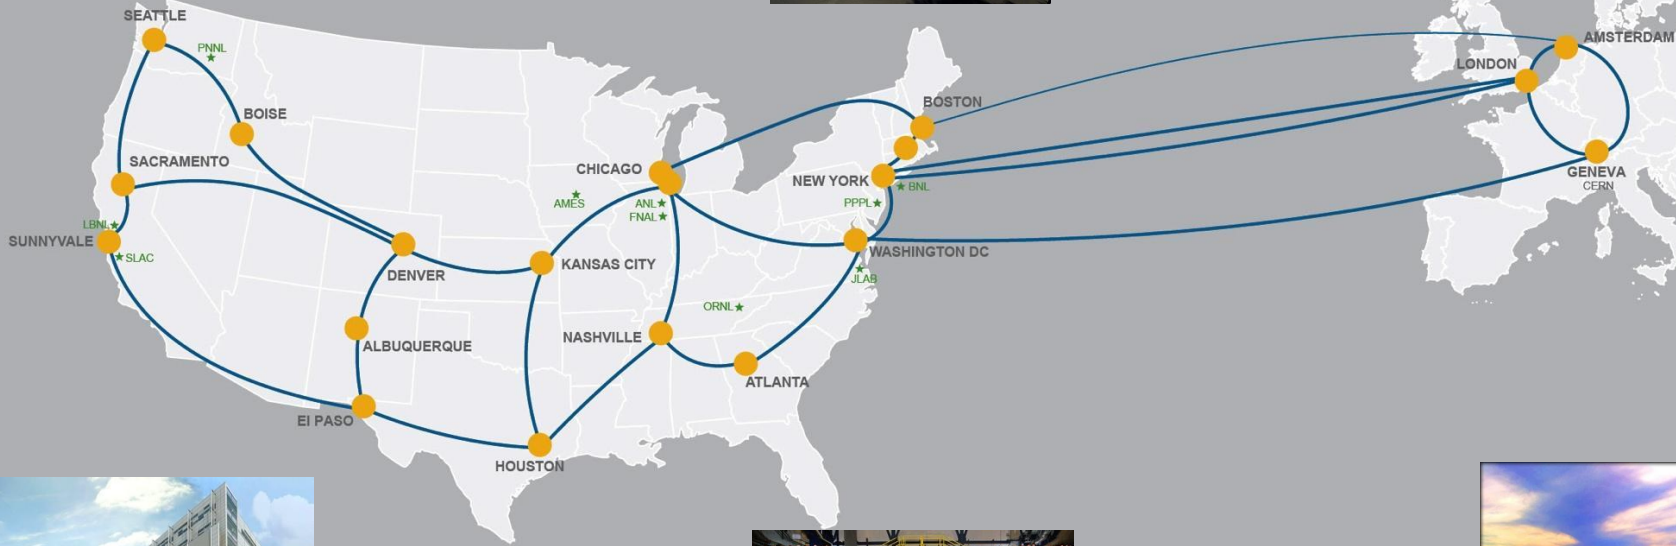 SEATTLE
PNNL
BOISE
SACRAMENTO
LBNL
SUNNYVALE
SLAC
DENVER
ALBUQUERQUE
El PASO
HOUSTON
KANSAS CITY
AMES
CHICAGO
ANL
FNAL
NASHVILLE
ORNL
ATLANTA
BOSTON
NEW YORK
BNL
PPPL
WASHINGTON DC
JLAB
AMSTERDAM
LONDON
GENEVA
CERN